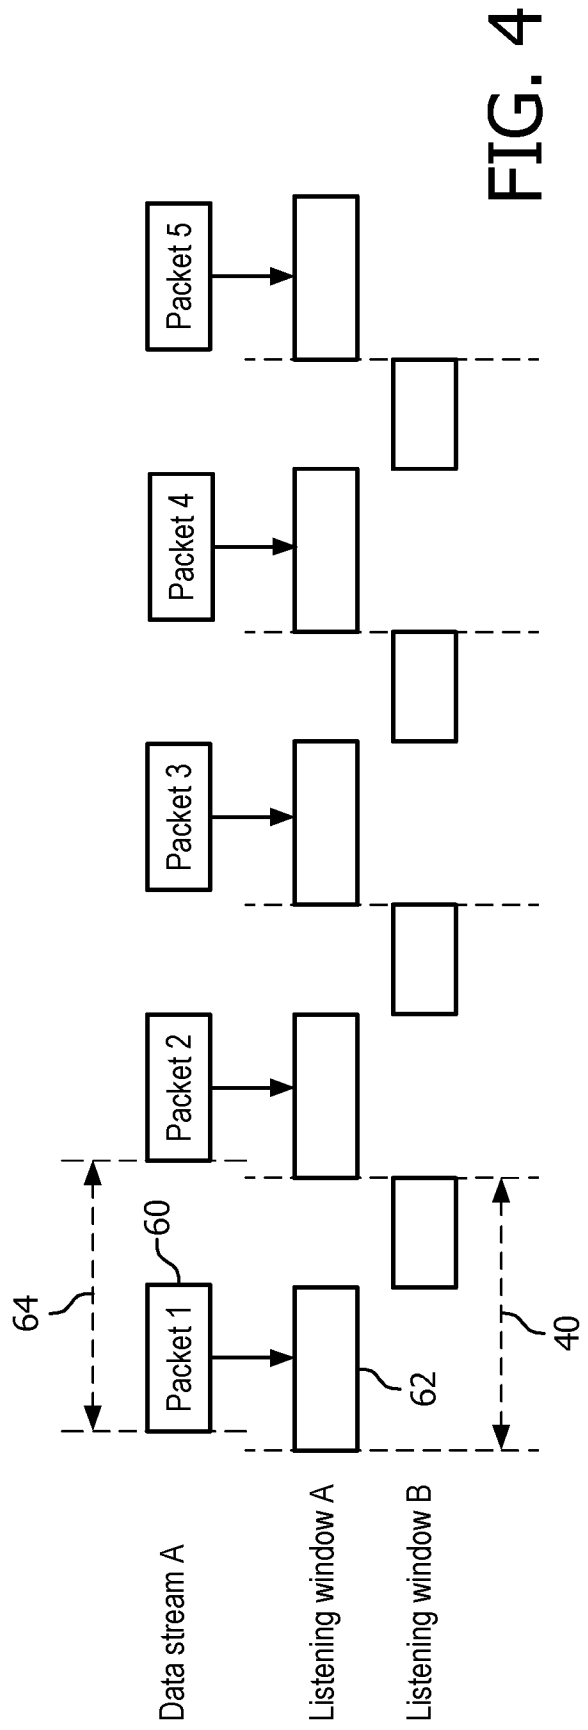 64
60
Data stream A
Packet 1
Packet 2
Packet 3
Packet 4
Packet 5
Listening window A
62
Listening window B
40
FIG. 4